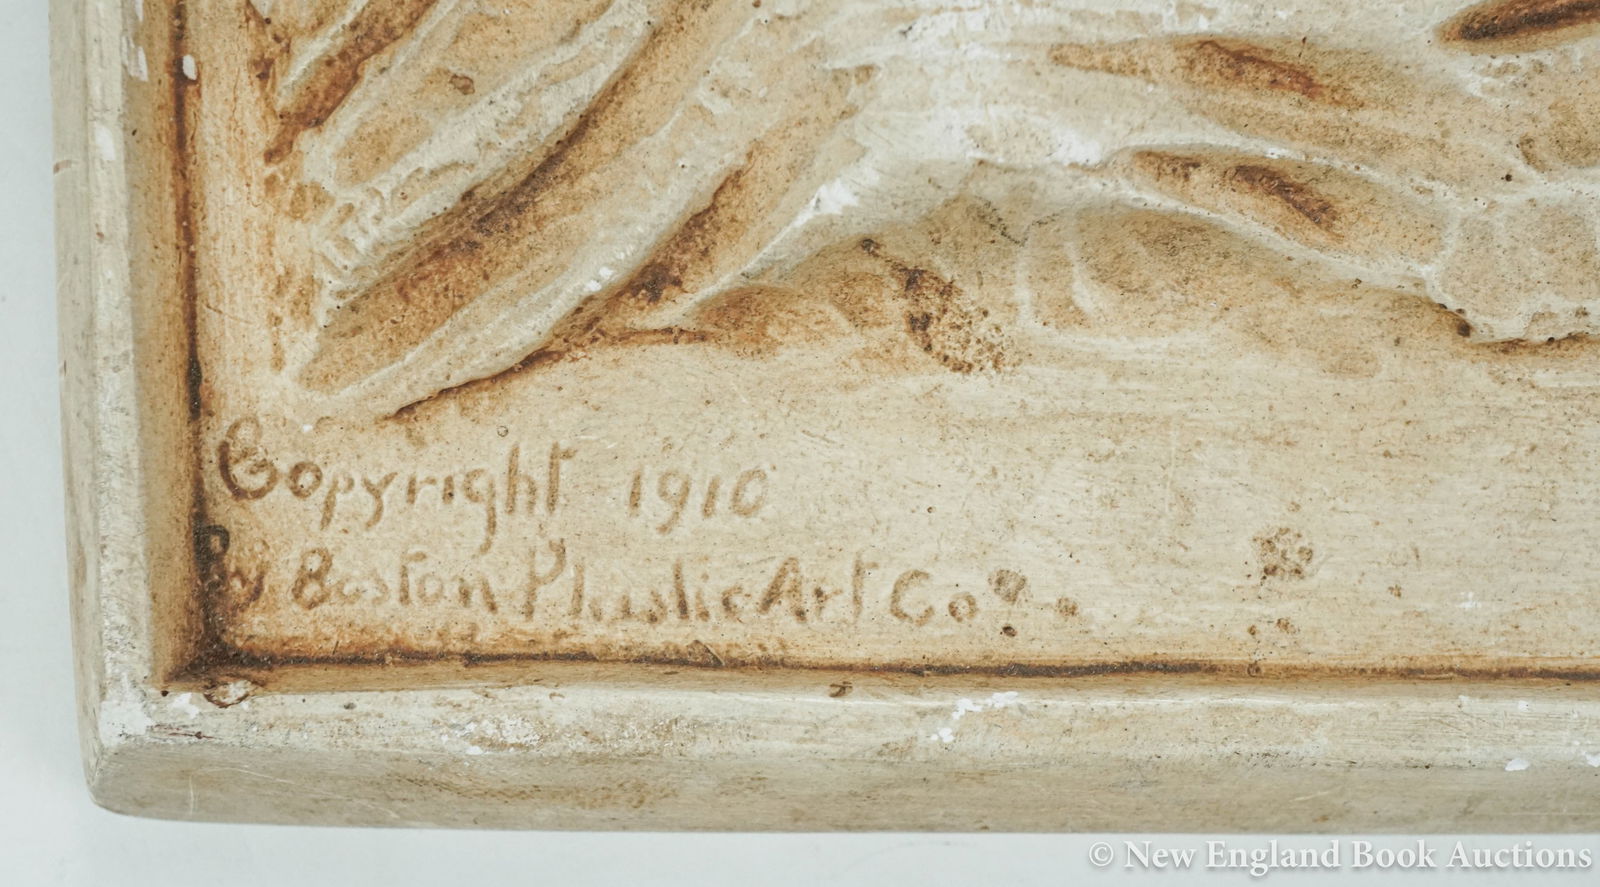 Copyright 1910
By Boston Plastic Art Co
© New England Book Auctions